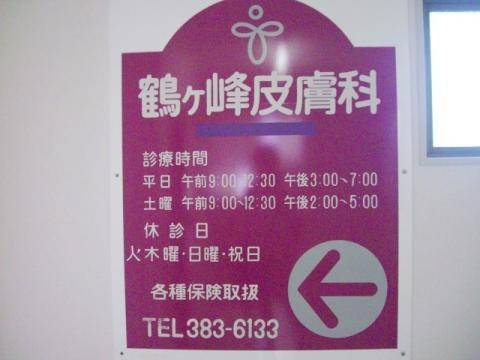 鶴ヶ峰皮膚科
診療時間
平日 午前9:00~12:30 午後3:00~7:00
土曜 午前9:00~12:30 午後2:00~5:00
休診日
火木曜・日曜・祝日
各種保険取扱
TEL 383-6133